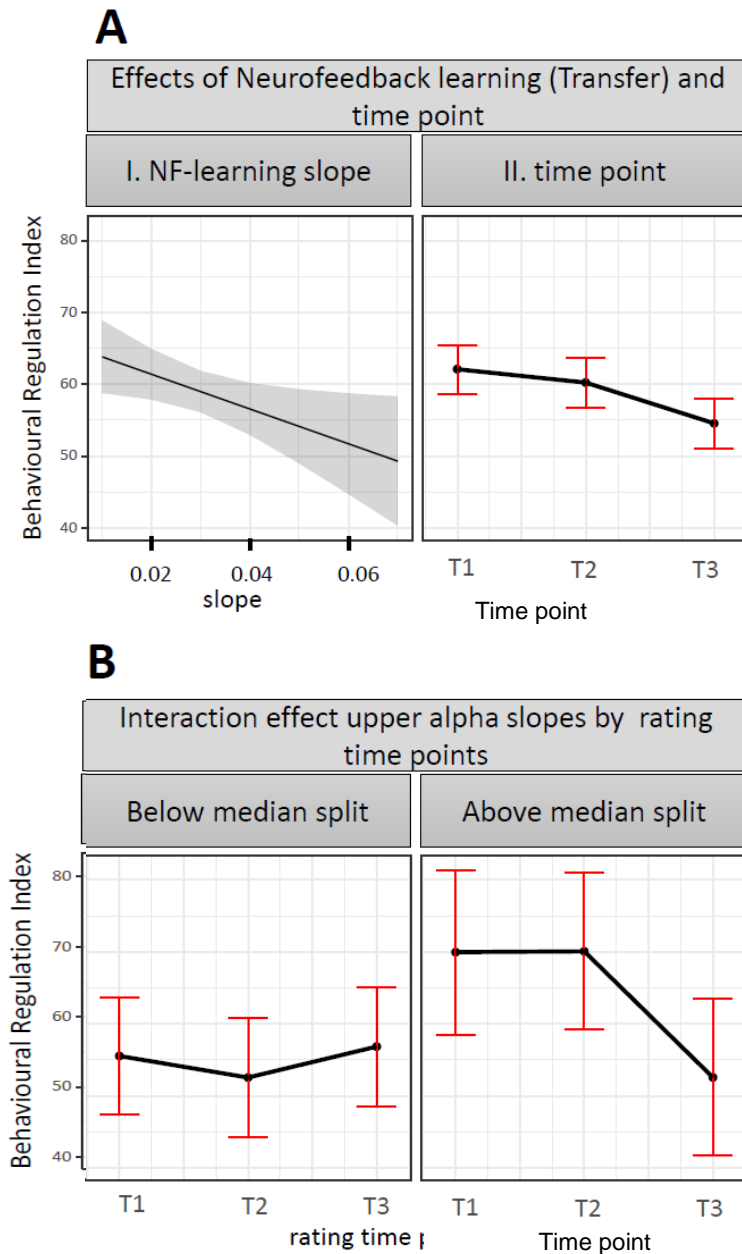 A
Effects of Neurofeedback learning (Transfer) and
time point
I. NF-learning slope
II. time point
Behavioural Regulation Index
80
70
60
50
40
0.02 0.04 0.06
slope
T1 T2 T3
Time point
B
Interaction effect upper alpha slopes by rating
time points
Below median split
Above median split
Behavioural Regulation Index
80
70
60
50
40
T1 T2 T3
rating time p
T1 T2 T3
Time point